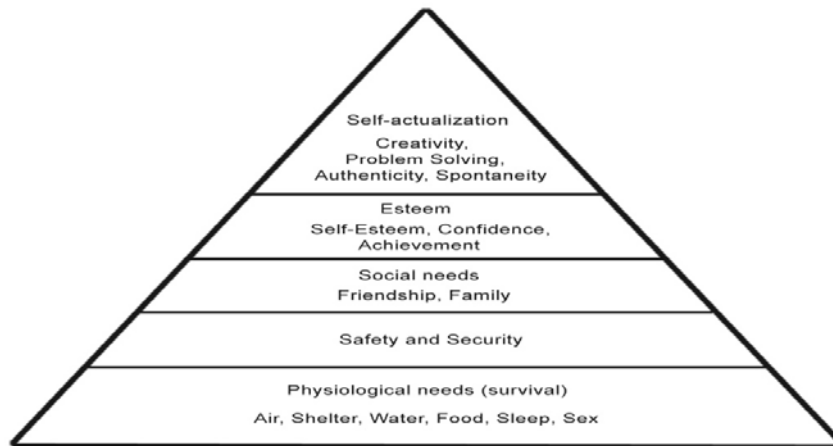 Self-actualization
Creativity,
Problem Solving,
Authenticity, Spontaneity
Esteem
Self-Esteem, Confidence,
Achievement
Social needs
Friendship, Family
Safety and Security
Physiological needs (survival)
Air, Shelter, Water, Food, Sleep, Sex